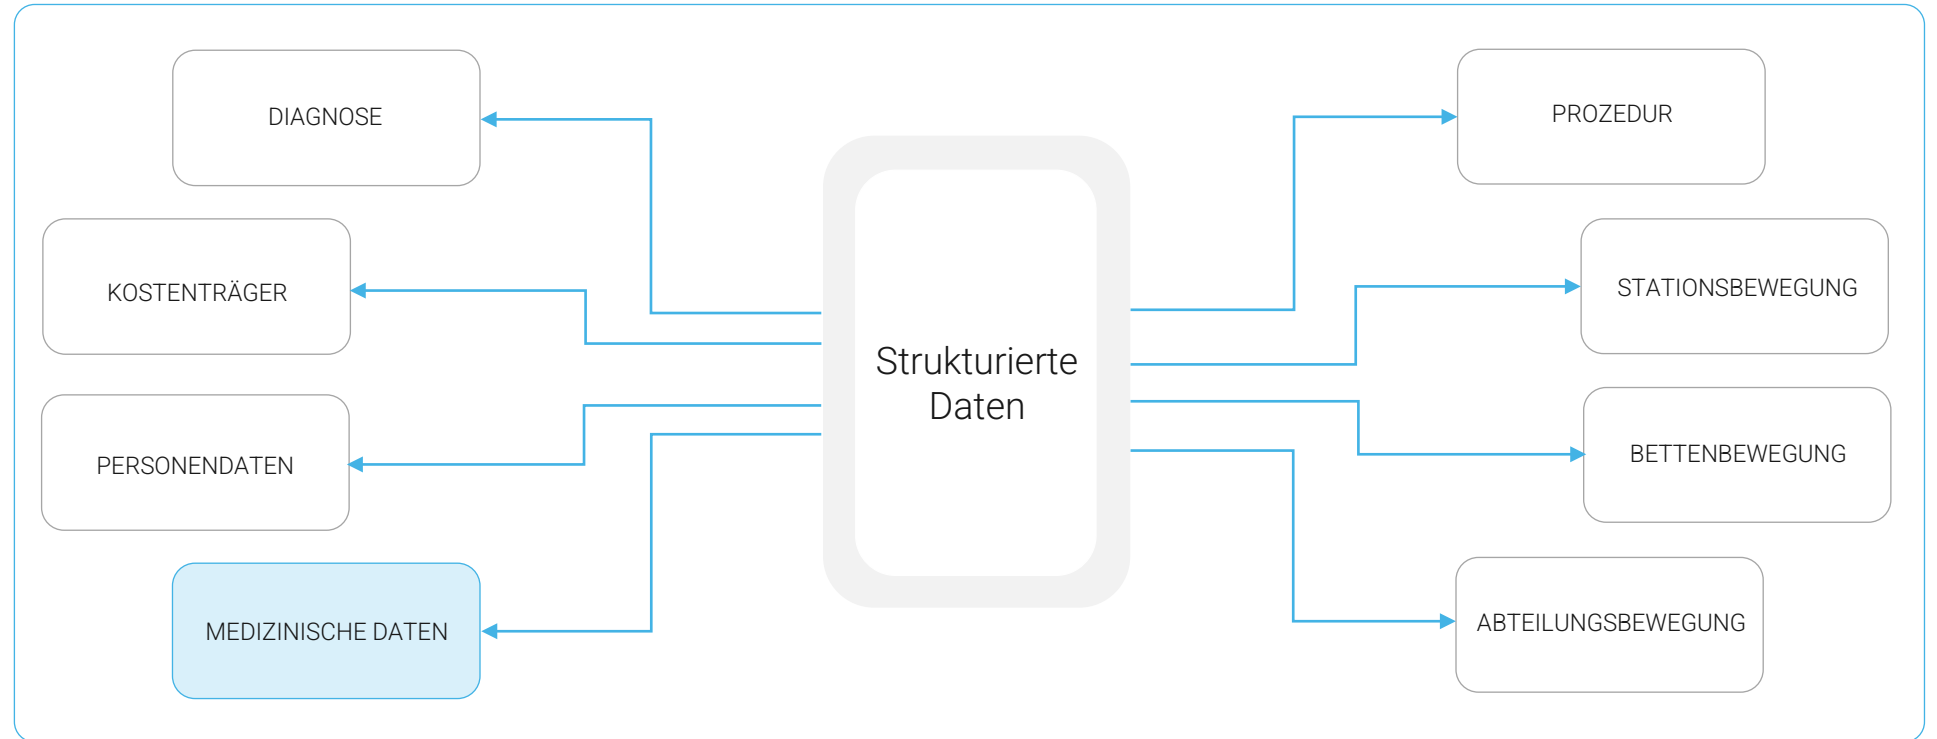 DIAGNOSE
KOSTENTRÄGER
PERSONENDATEN
MEDIZINISCHE DATEN
Strukturierte
Daten
PROZEDUR
STATIONSBEWEGUNG
BETTENBEWEGUNG
ABTEILUNGSBEWEGUNG